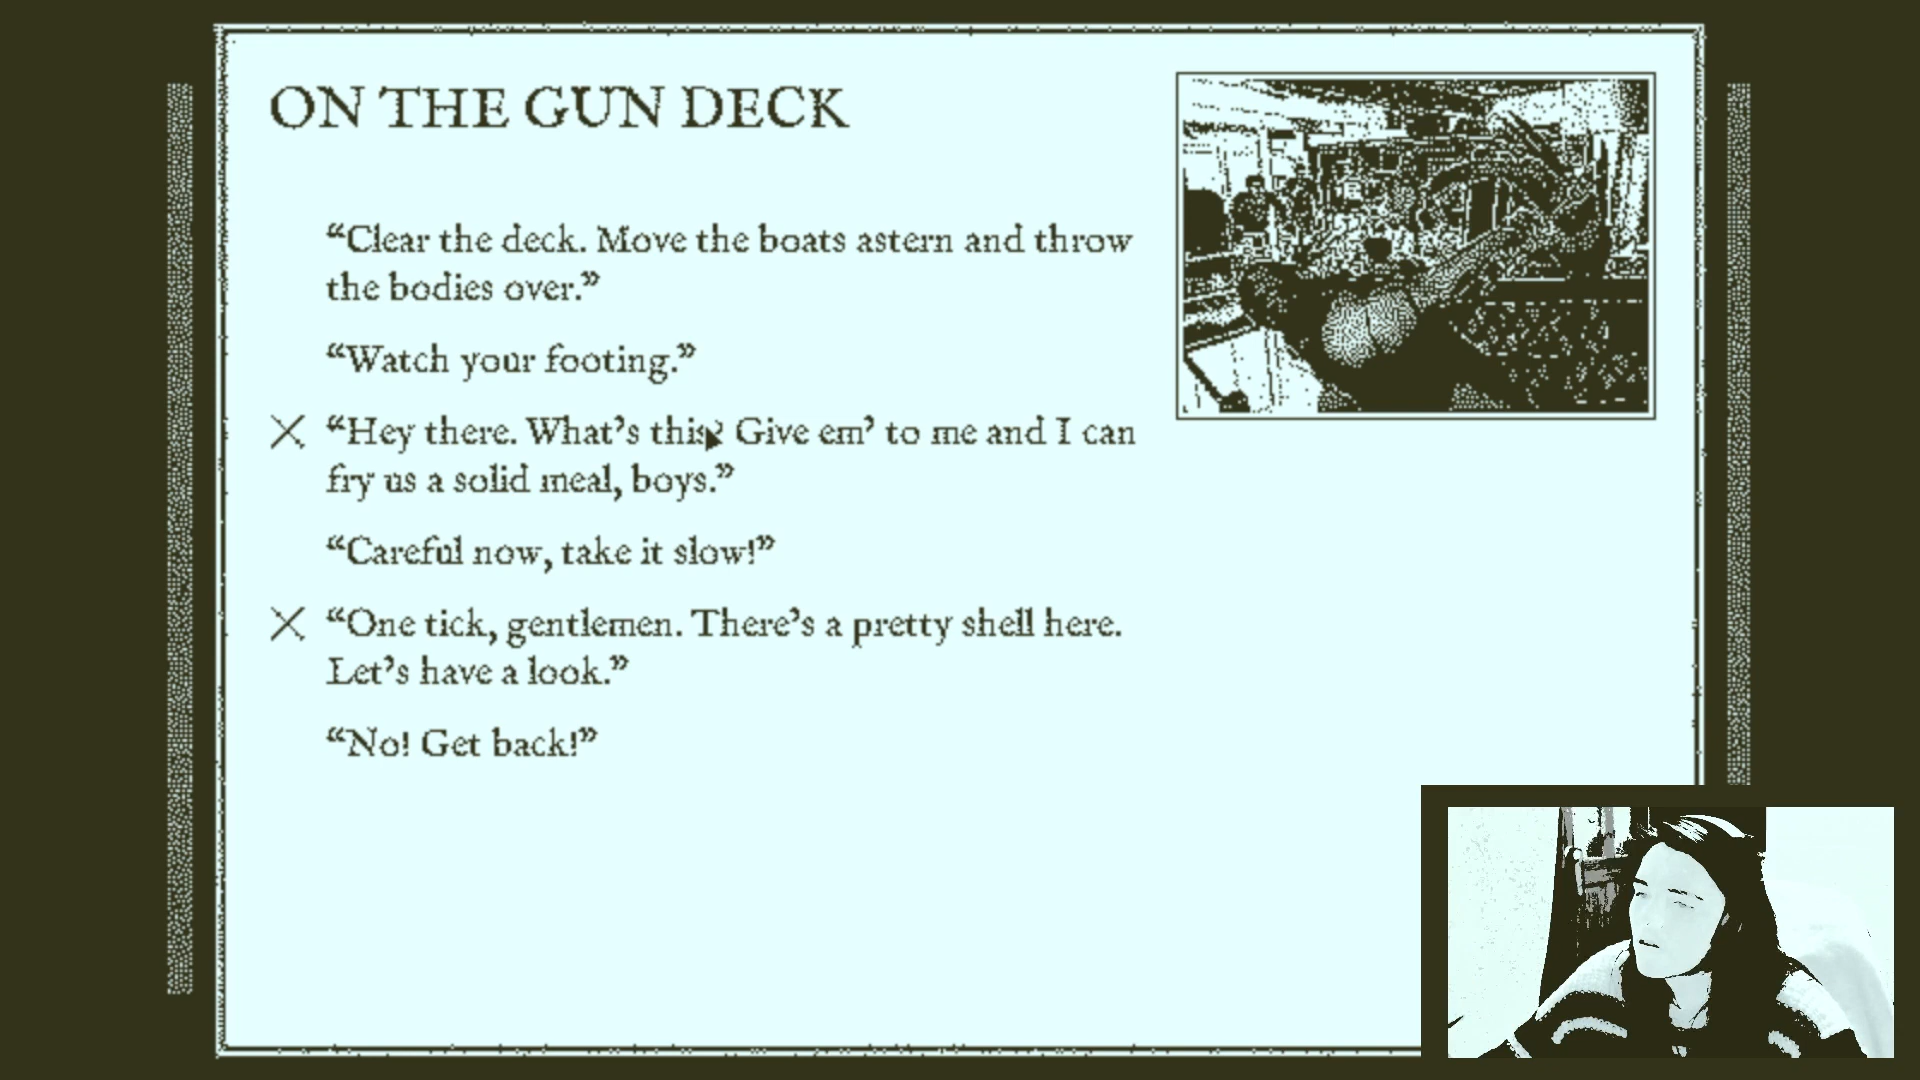 ON THE GUN DECK
“Clear the deck. Move the boats astern and throw
the bodies over.”
“Watch your footing.”
“Hey there. What’s this? Give em’ to me and I can
fry us a solid meal, boys.”
“Careful now, take it slow!”
“One tick, gentlemen. There’s a pretty shell here.
Let’s have a look.”
“No! Get back!”